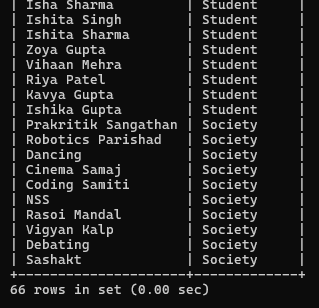 | Isha Sharma         | Student     |
| Ishita Singh        | Student     |
| Ishita Sharma       | Student     |
| Zoya Gupta          | Student     |
| Vihaan Mehra        | Student     |
| Riya Patel          | Student     |
| Kavya Gupta         | Student     |
| Ishika Gupta        | Student     |
| Prakritik Sangathan | Society     |
| Robotics Parishad   | Society     |
| Dancing             | Society     |
| Cinema Samaj        | Society     |
| Coding Samiti       | Society     |
| NSS                 | Society     |
| Rasoi Mandal        | Society     |
| Vigyan Kalp         | Society     |
| Debating            | Society     |
| Sashakt             | Society     |
+---------------------+-------------+
66 rows in set (0.00 sec)